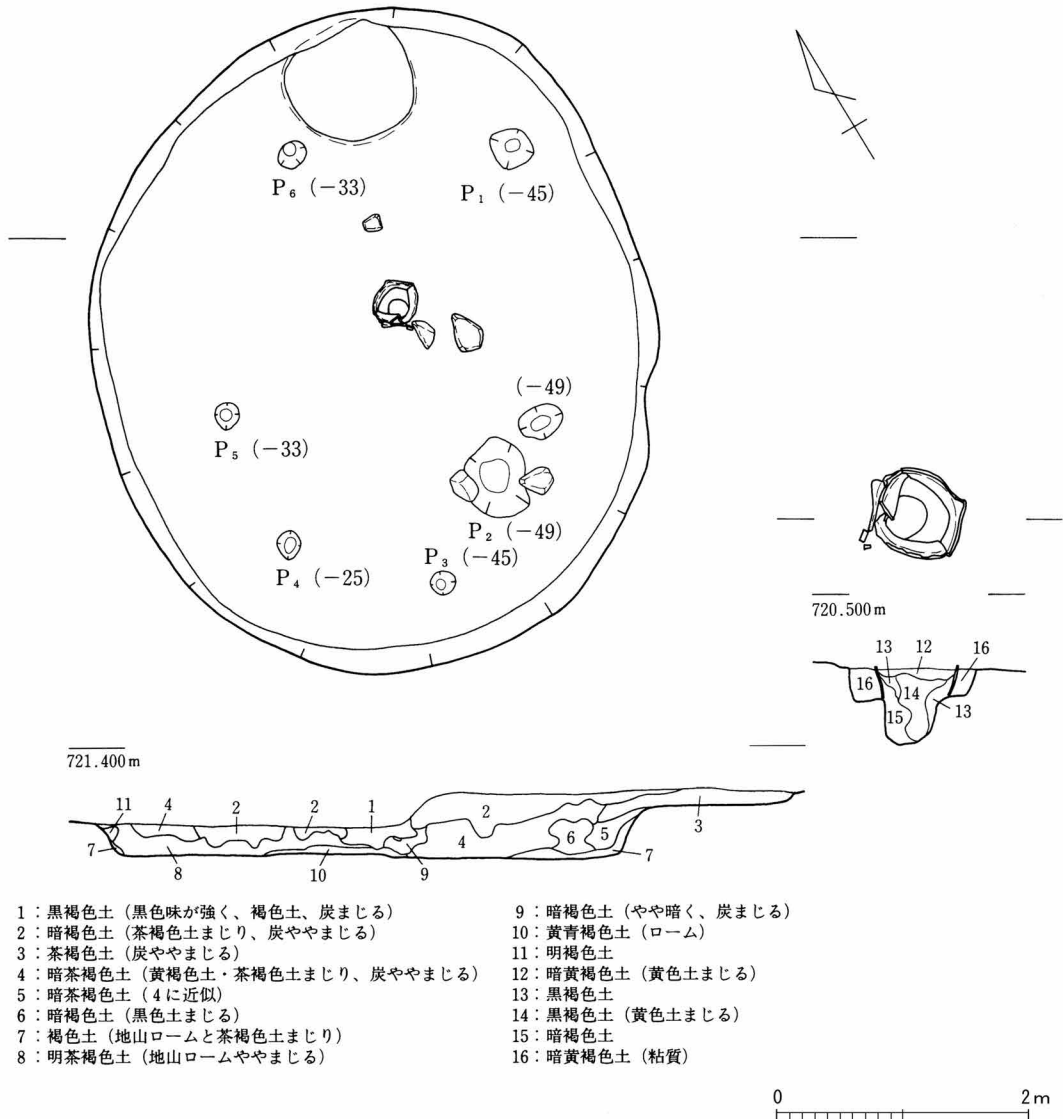 P₆ (-33)
P₁ (-45)
(-49)
P₅ (-33)
P₂ (-49)
P₃ (-45)
P₄ (-25)
720.500m
13 12 16
16 14
15 13
721.400m
11 4 2 2 1 2
3
4 6 5
7 8 10 9 7
1：黒褐色土（黒色味が強く、褐色土、炭まじる）
2：暗褐色土（茶褐色土まじり、炭ややまじる）
3：茶褐色土（炭ややまじる）
4：暗茶褐色土（黄褐色土・茶褐色土まじり、炭ややまじる）
5：暗茶褐色土（4に近似）
6：暗褐色土（黒色土まじる）
7：褐色土（地山ロームと茶褐色土まじり）
8：明茶褐色土（地山ロームややまじる）
9：暗褐色土（やや暗く、炭まじる）
10：黄青褐色土（ローム）
11：明褐色土
12：暗黄褐色土（黄色土まじる）
13：黒褐色土
14：黒褐色土（黄色土まじる）
15：暗褐色土
16：暗黄褐色土（粘質）
0 2m